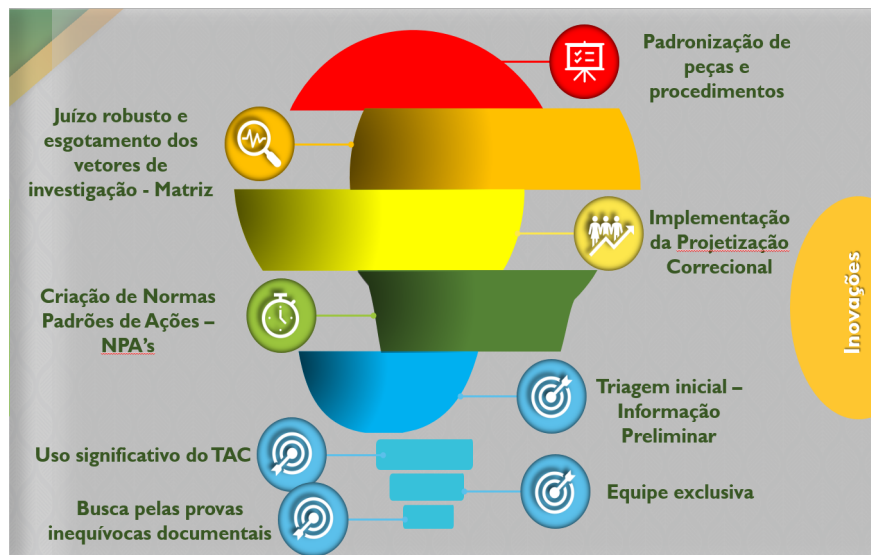 Padronização de
peças e
procedimentos
Juízo robusto e
esgotamento dos
vetores de
investigação - Matriz
Implementação
da Projetização
Correcional
Criação de Normas
Padrões de Ações –
NPA's
Triagem inicial –
Informação
Preliminar
Uso significativo do TAC
Equipe exclusiva
Busca pelas provas
inequívocas documentais
Inovações